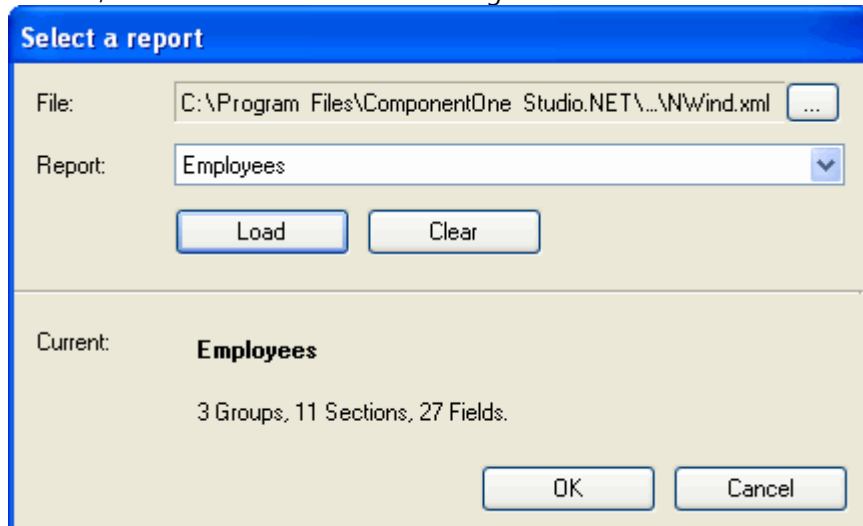 Select a report
File: C:\Program Files\ComponentOne Studio.NET\...\NWind.xml ...
Report: Employees
Load Clear
Current: Employees
3 Groups, 11 Sections, 27 Fields.
OK Cancel